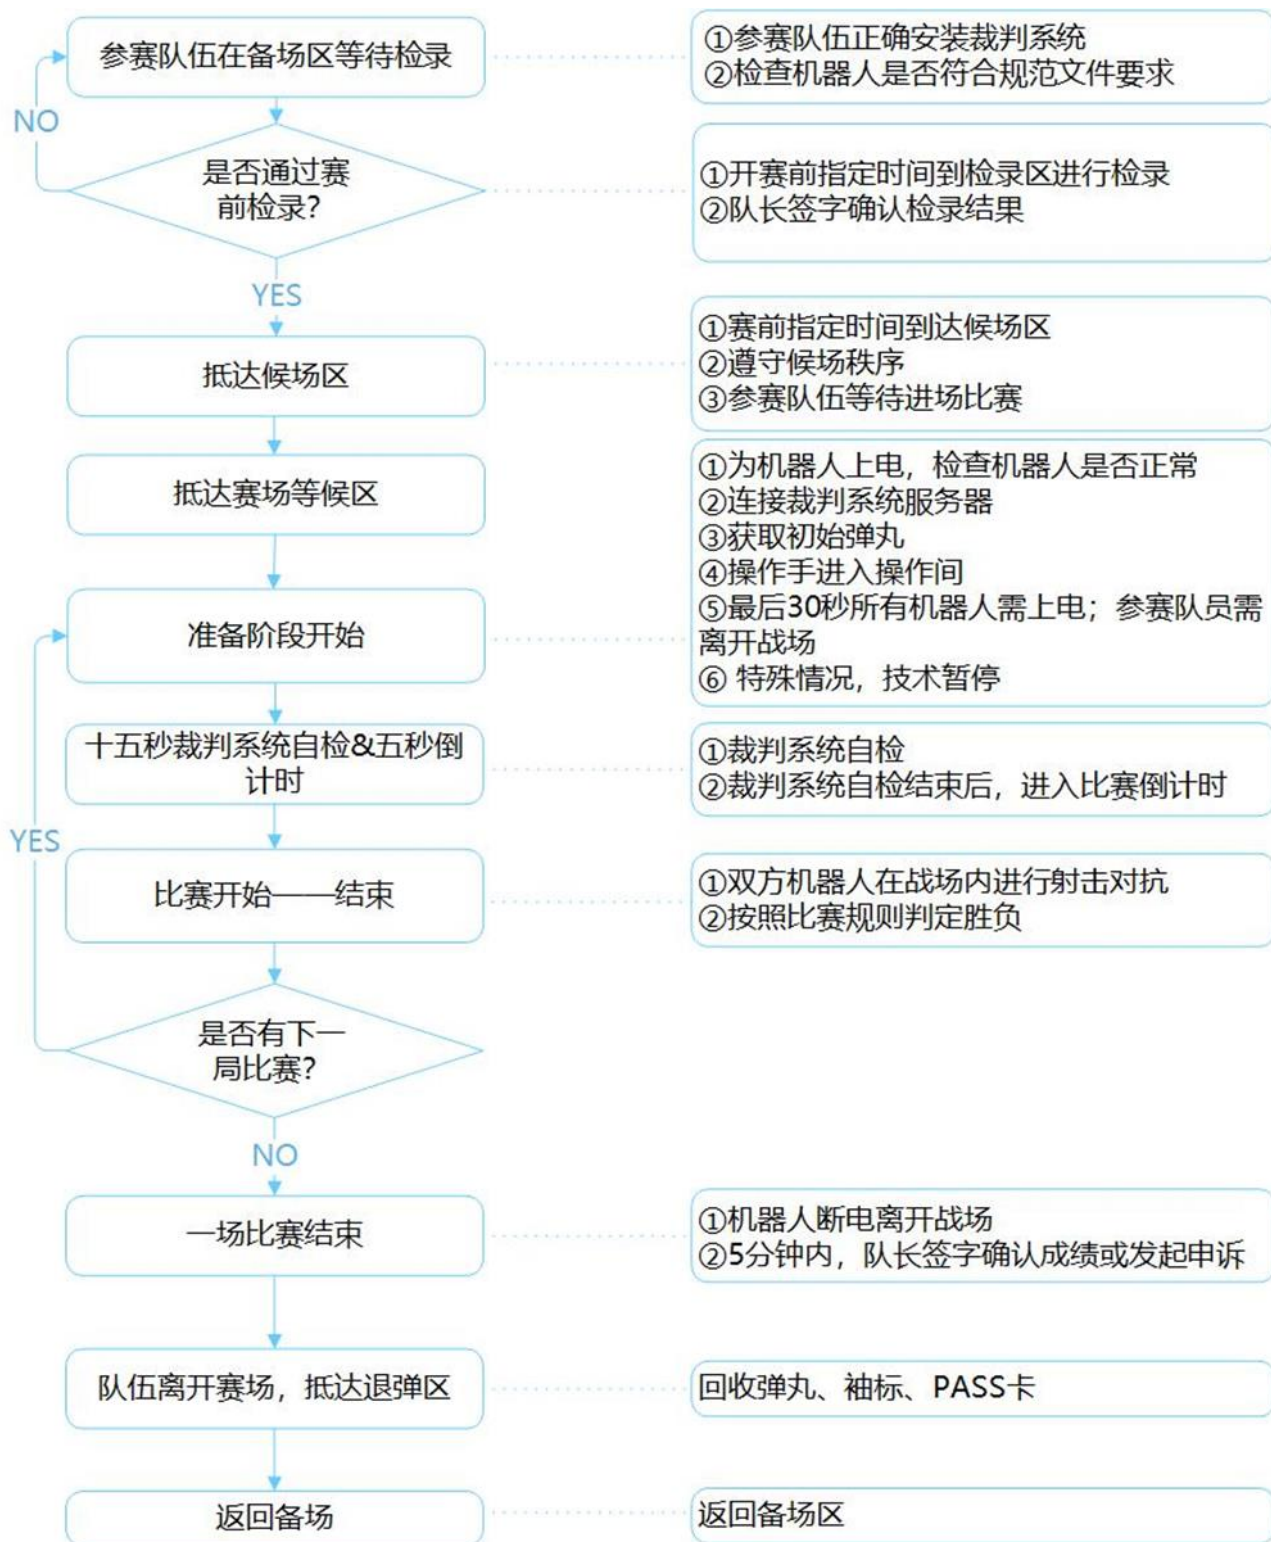 参赛队伍在备场区等待检录
①参赛队伍正确安装裁判系统
②检查机器人是否符合规范文件要求
NO
是否通过赛
前检录？
①开赛前指定时间到检录区进行检录
②队长签字确认检录结果
YES
抵达候场区
①赛前指定时间到达候场区
②遵守候场秩序
③参赛队伍等待进场比赛
抵达赛场等候区
①为机器人上电，检查机器人是否正常
②连接裁判系统服务器
③获取初始弹丸
④操作手进入操作间
⑤最后30秒所有机器人需上电；参赛队员需
离开战场
⑥ 特殊情况，技术暂停
准备阶段开始
十五秒裁判系统自检&五秒倒
计时
①裁判系统自检
②裁判系统自检结束后，进入比赛倒计时
YES
比赛开始——结束
①双方机器人在战场内进行射击对抗
②按照比赛规则判定胜负
是否有下一
局比赛？
NO
一场比赛结束
①机器人断电离开战场
②5分钟内，队长签字确认成绩或发起申诉
队伍离开赛场，抵达退弹区
回收弹丸、袖标、PASS卡
返回备场
返回备场区